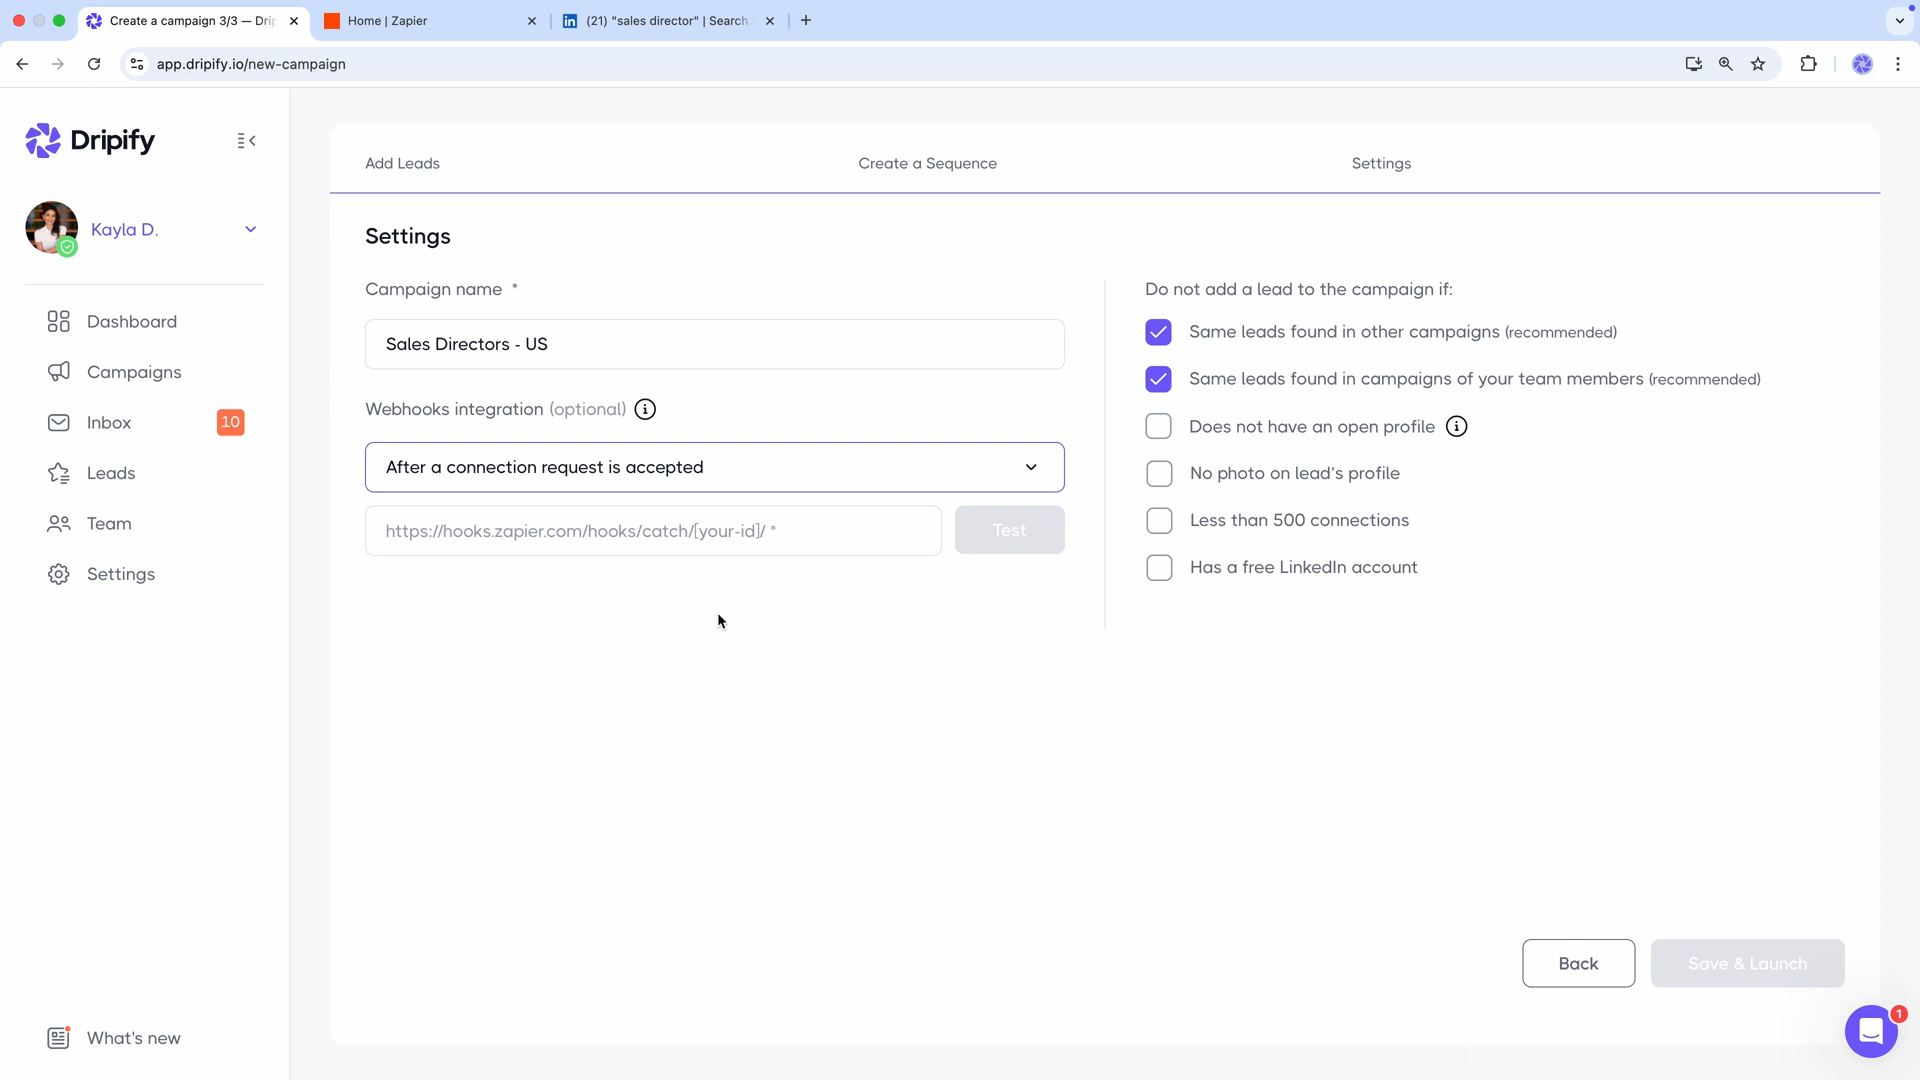 Create a campaign 3/3 — Drip
Home | Zapier
(21) "sales director" | Search
app.dripify.io/new-campaign
Dripify
Kayla D.
Dashboard
Campaigns
Inbox
10
Leads
Team
Settings
What's new
Add Leads
Create a Sequence
Settings
Settings
Campaign name *
Sales Directors - US
Webhooks integration (optional)
After a connection request is accepted
https://hooks.zapier.com/hooks/catch/[your-id]/ *
Test
Do not add a lead to the campaign if:
Same leads found in other campaigns (recommended)
Same leads found in campaigns of your team members (recommended)
Does not have an open profile
No photo on lead's profile
Less than 500 connections
Has a free LinkedIn account
Back
Save & Launch
1